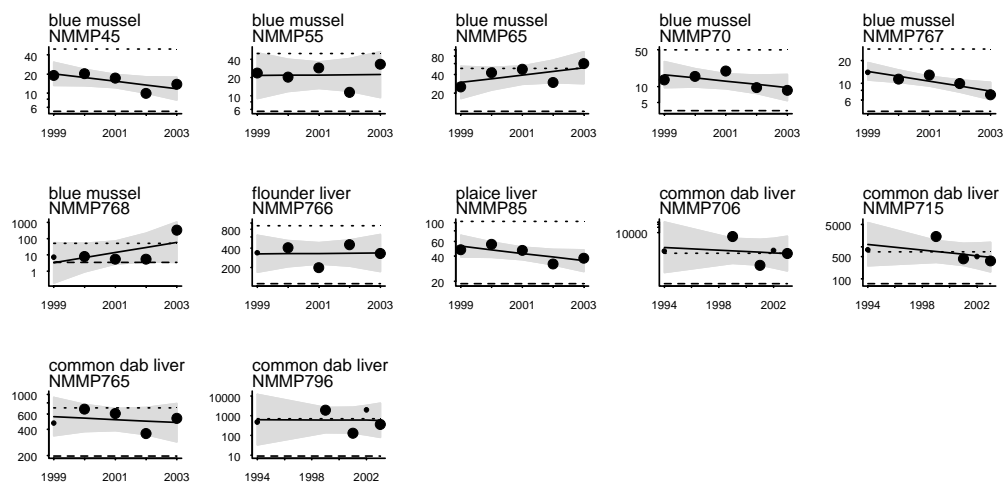 blue mussel
NMMP45
40
20
10
6
1999 2001 2003
blue mussel
NMMP55
40
20
10
6
1999 2001 2003
blue mussel
NMMP65
80
40
20
1999 2001 2003
blue mussel
NMMP70
50
10
5
1999 2001 2003
blue mussel
NMMP767
20
10
6
1999 2001 2003
blue mussel
NMMP768
1000
100
10
1
1999 2001 2003
flounder liver
NMMP766
800
400
200
1999 2001 2003
plaice liver
NMMP85
100
60
40
20
1999 2001 2003
common dab liver
NMMP706
10000
1994 1998 2002
common dab liver
NMMP715
5000
500
100
1994 1998 2002
common dab liver
NMMP765
1000
600
400
200
1999 2001 2003
common dab liver
NMMP796
10000
1000
100
10
1994 1998 2002